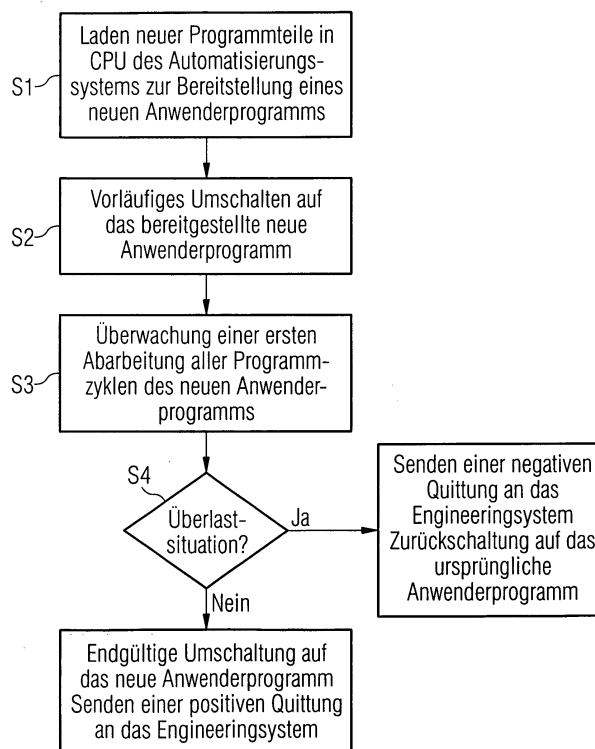 S1
Laden neuer Programmteile in
CPU des Automatisierungs-
systems zur Bereitstellung eines
neuen Anwenderprogramms
S2
Vorläufiges Umschalten auf
das bereitgestellte neue
Anwenderprogramm
S3
Überwachung einer ersten
Abarbeitung aller Programm-
zyklen des neuen Anwender-
programms
S4
Überlast-
situation?
Ja
Senden einer negativen
Quittung an das
Engineeringsystem
Zurückschaltung auf das
ursprüngliche
Anwenderprogramm
Nein
Endgültige Umschaltung auf
das neue Anwenderprogramm
Senden einer positiven Quittung
an das Engineeringsystem